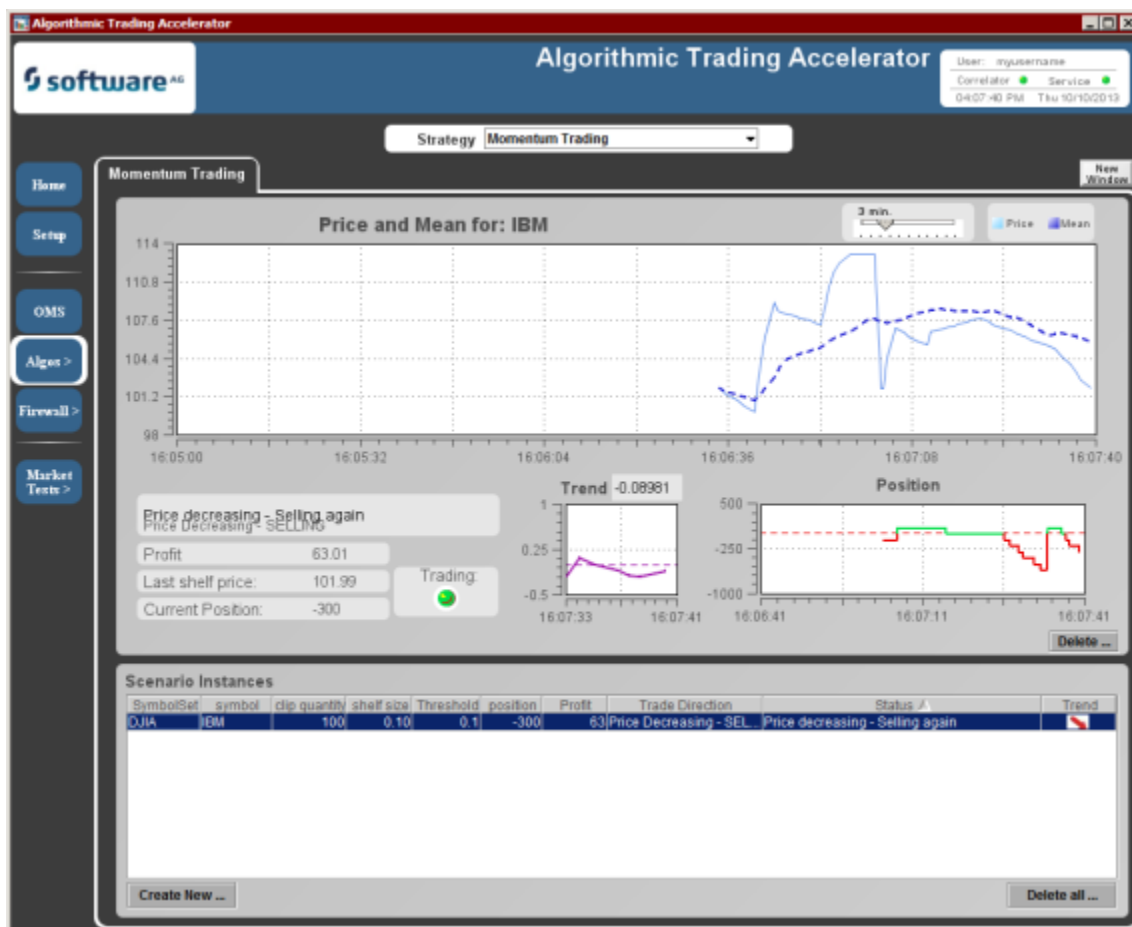 Algorithmic Trading Accelerator
software AG
Algorithmic Trading Accelerator
User: myusername
Correlator Service
04:07:40 PM Thu 10/10/2013
Strategy Momentum Trading
Home
Setup
OMS
Algos >
Firewall >
Market
Tests >
Momentum Trading
New
Window
Price and Mean for: IBM
3 min.
Price Mean
114
110.8
107.6
104.4
101.2
98
16:05:00 16:05:32 16:06:04 16:06:36 16:07:08 16:07:40
Price decreasing - Selling again
Price Decreasing - SELLING
Profit 63.01
Last shelf price: 101.99
Current Position: -300
Trading:
Trend -0.08981
1
0.25
-0.5
16:07:33 16:07:41
Position
500
-250
-1000
16:06:41 16:07:11 16:07:41
Delete ...
Scenario Instances
SymbolSet symbol clip quantity shelf size Threshold position Profit Trade Direction Status Trend
DJIA IBM 100 0.10 0.1 -300 63 Price Decreasing - SEL... Price decreasing - Selling again
Create New ... Delete all ...